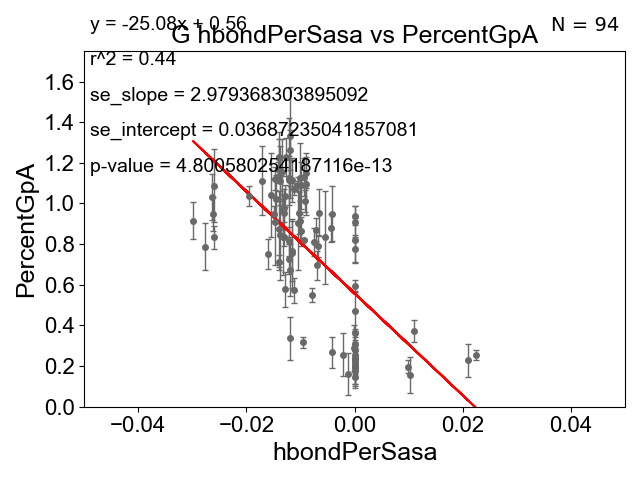 y = -25.08x + 0.56
N = 94
G hbondPerSasa vs PercentGpA
r^2 = 0.44
se_slope = 2.979368303895092
se_intercept = 0.03687235041857081
p-value = 4.800580254187116e-13
PercentGpA
1.6
1.4
1.2
1.0
0.8
0.6
0.4
0.2
0.0
−0.04 −0.02 0.00 0.02 0.04
hbondPerSasa